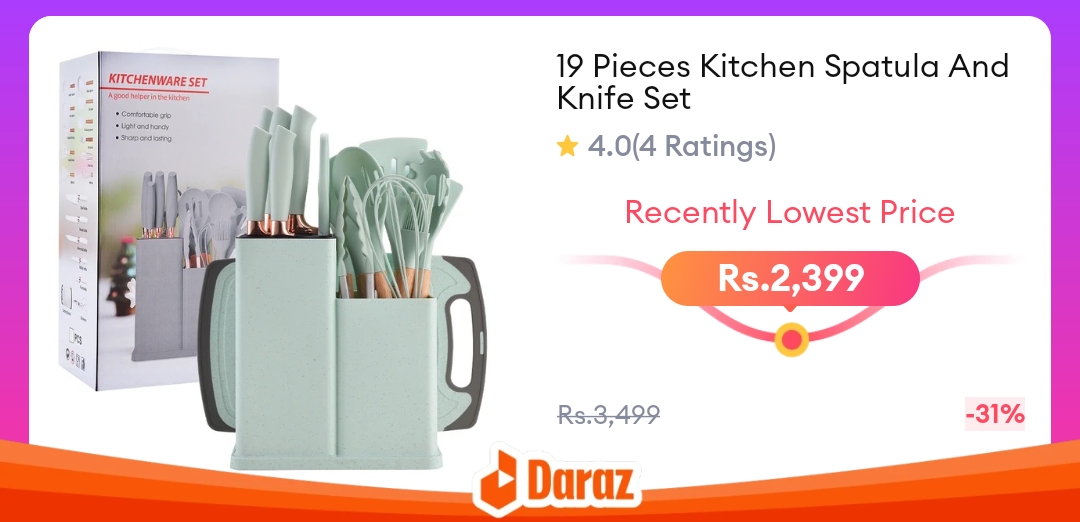 KITCHENWARE SET
A good helper in the kitchen
• Comfortable grip
• Light and handy
• Sharp and lasting
PCS
19 Pieces Kitchen Spatula And
Knife Set
4.0(4 Ratings)
Recently Lowest Price
Rs.2,399
Rs.3,499
-31%
Daraz